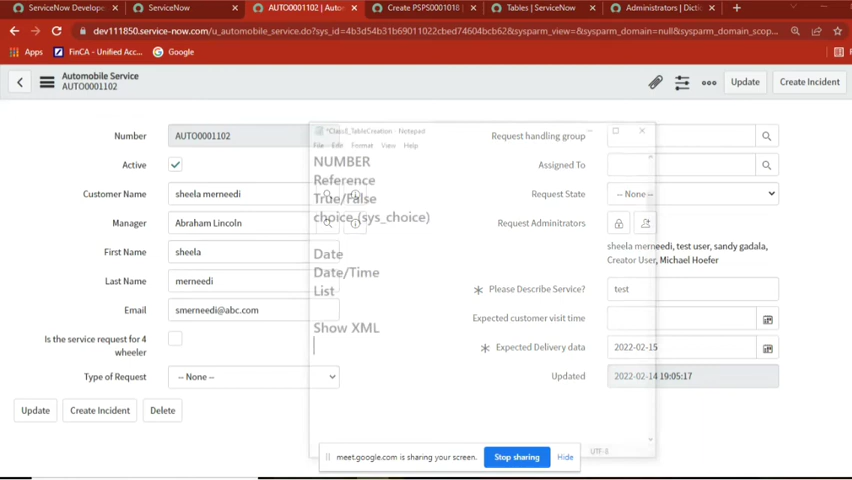 ServiceNow Develope
ServiceNow
AUTO0001102 | Auto
Create PSPS0001018 |
Tables | ServiceNow
Administrators | Dictio
dev111850.service-now.com/u_automobile_service.do?sys_id=4b3d54b31b6970110 22cbed74604bcb62&sysparm_view=&sysparm_domain=null&sysparm_domain_scop...
Apps
FinCA - Unified Acc...
Google
Automobile Service
AUTO0001102
Update
Create Incident
Number
AUTO0001102
Active
Customer Name
sheela merneedi
Manager
Abraham Lincoln
First Name
sheela
Last Name
merneedi
Email
smerneedi@abc.com
Is the service request for 4
wheeler
Type of Request
-- None --
Update
Create Incident
Delete
File Edit Format View Help
NUMBER
Reference
True/False
choice (sys_choice)
Date
Date/Time
List
Show XML
UTF-8
Request handling group
Assigned To
Request State
-- None --
Request Adminitrators
sheela merneedi, test user, sandy gadala,
Creator User, Michael Hoefer
Please Describe Service?
test
Expected customer visit time
Expected Delivery data
2022-02-15
Updated
2022-02-14 19:05:17
meet.google.com is sharing your screen.
Stop sharing
Hide